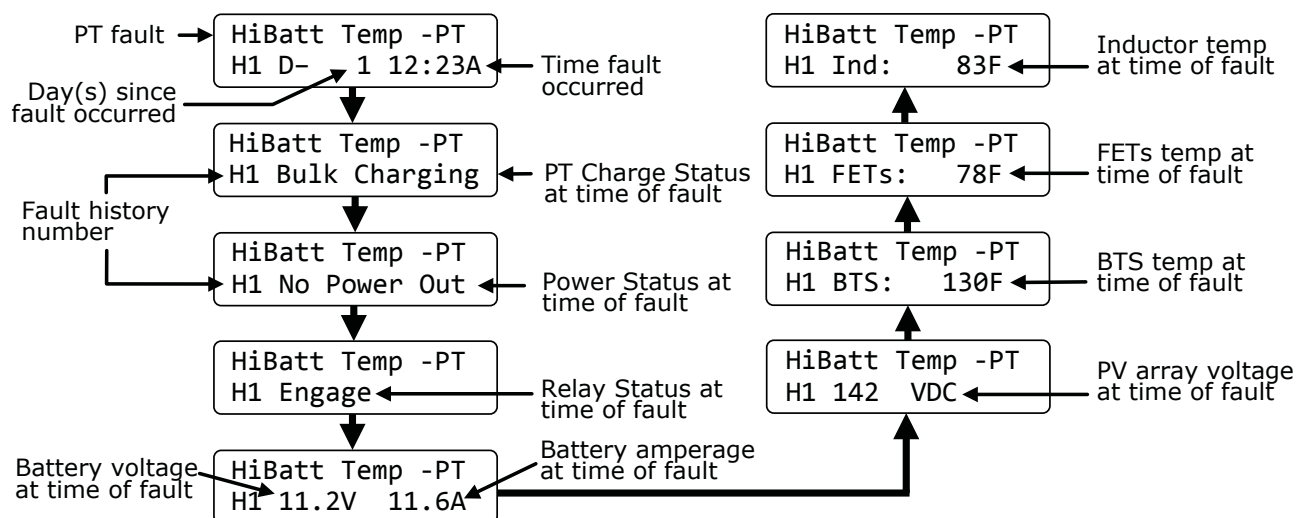 PT fault
HiBatt Temp -PT
H1 D–   1 12:23A
Time fault
occurred
Day(s) since
fault occurred
HiBatt Temp -PT
H1 Bulk Charging
PT Charge Status
at time of fault
Fault history
number
HiBatt Temp -PT
H1 No Power Out
Power Status at
time of fault
HiBatt Temp -PT
H1 Engage
Relay Status at
time of fault
Battery voltage
at time of fault
HiBatt Temp -PT
H1 11.2V  11.6A
Battery amperage
at time of fault
HiBatt Temp -PT
H1 Ind:    83F
Inductor temp
at time of fault
HiBatt Temp -PT
H1 FETs:   78F
FETs temp at
time of fault
HiBatt Temp -PT
H1 BTS:   130F
BTS temp at
time of fault
HiBatt Temp -PT
H1 142  VDC
PV array voltage
at time of fault